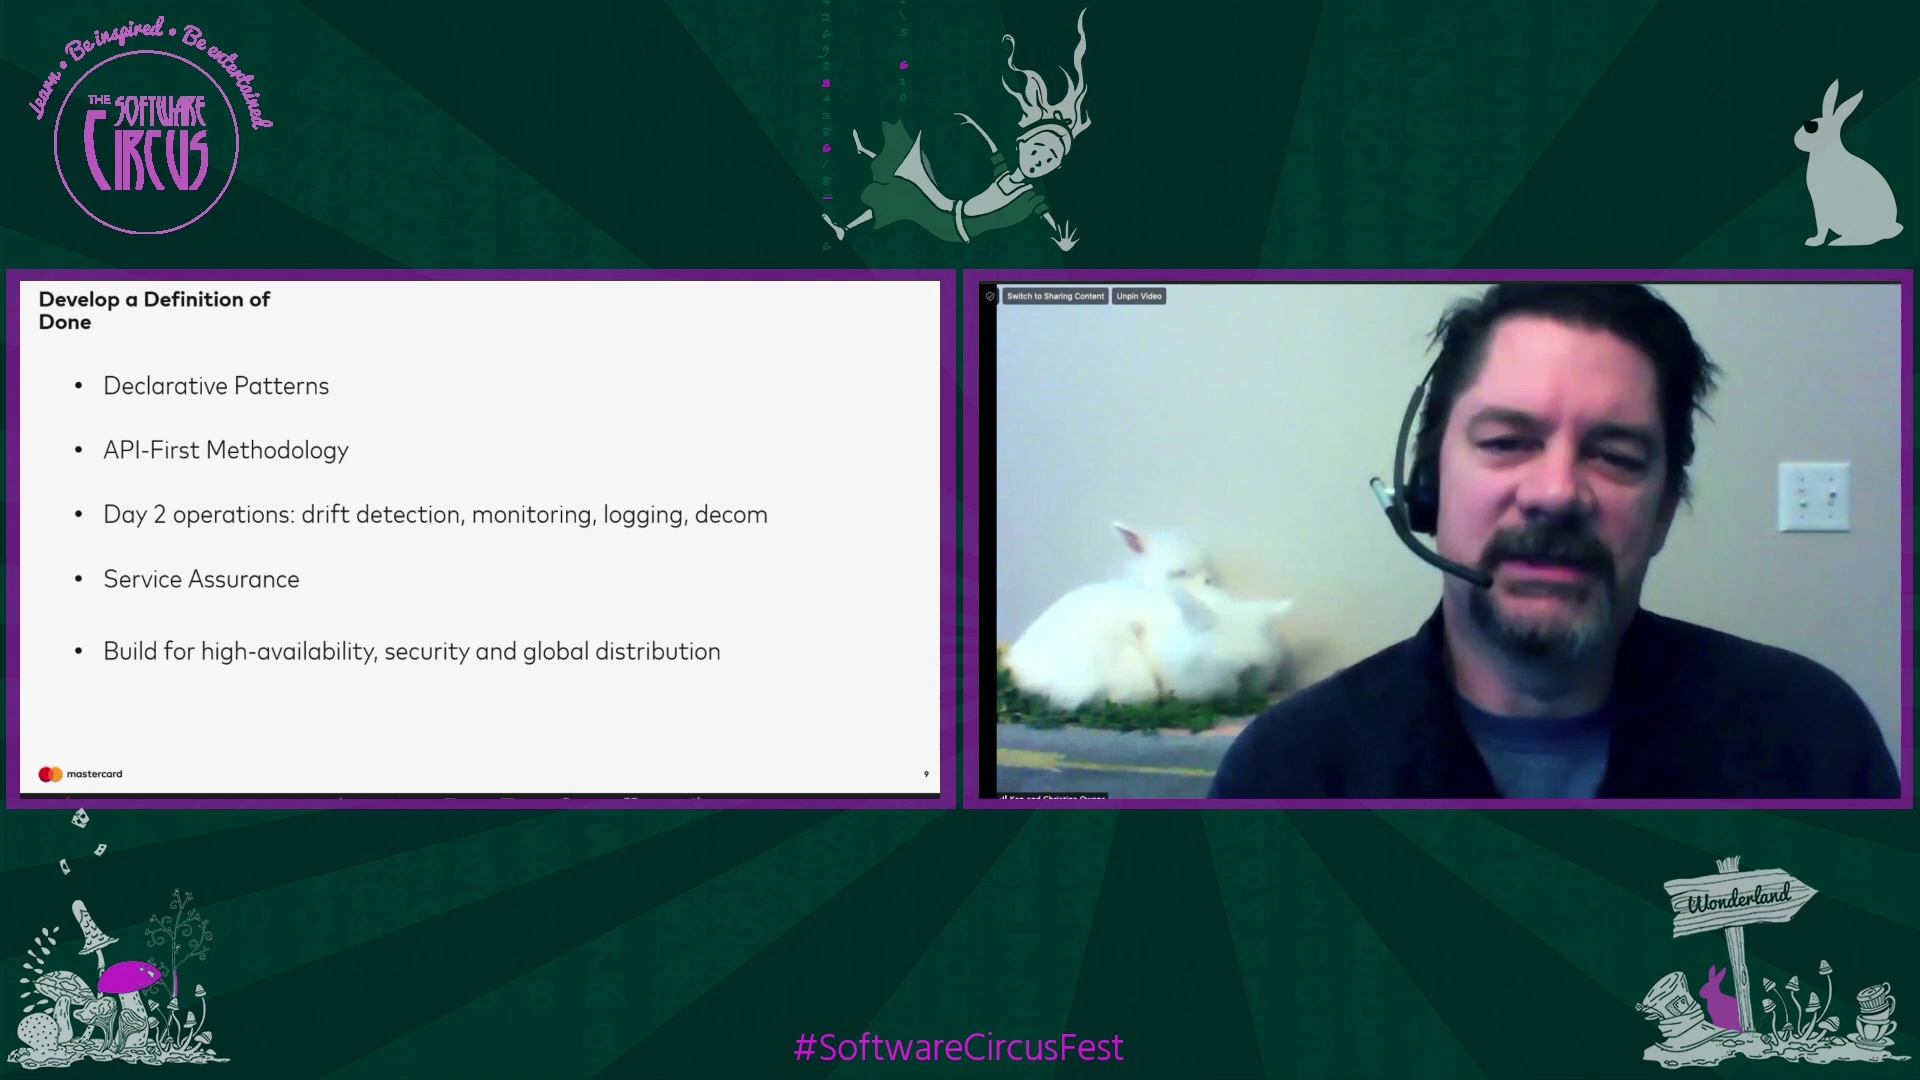 learn • Be inspired • Be entertained
THE SOFTWARE
CIRCUS
Develop a Definition of
Done
• Declarative Patterns
• API-First Methodology
• Day 2 operations: drift detection, monitoring, logging, decom
• Service Assurance
• Build for high-availability, security and global distribution
mastercard
9
Switch to Sharing Content
Unpin Video
Wonderland
#SoftwareCircusFest